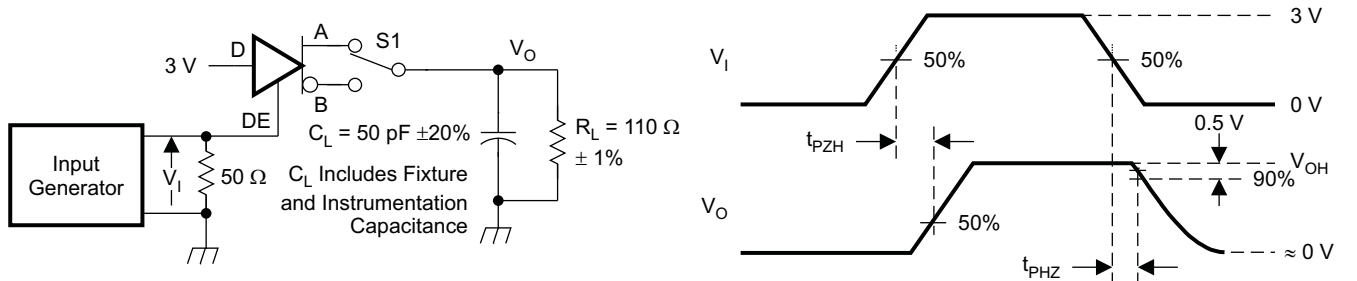 D
3 V
A
B
S1
V_O
DE
Input
Generator
V_I
50 Ω
C_L = 50 pF ±20%
C_L Includes Fixture
and Instrumentation
Capacitance
R_L = 110 Ω
± 1%
V_I
50%
50%
3 V
0 V
t_PZH
0.5 V
V_OH
90%
V_O
50%
t_PHZ
≈ 0 V